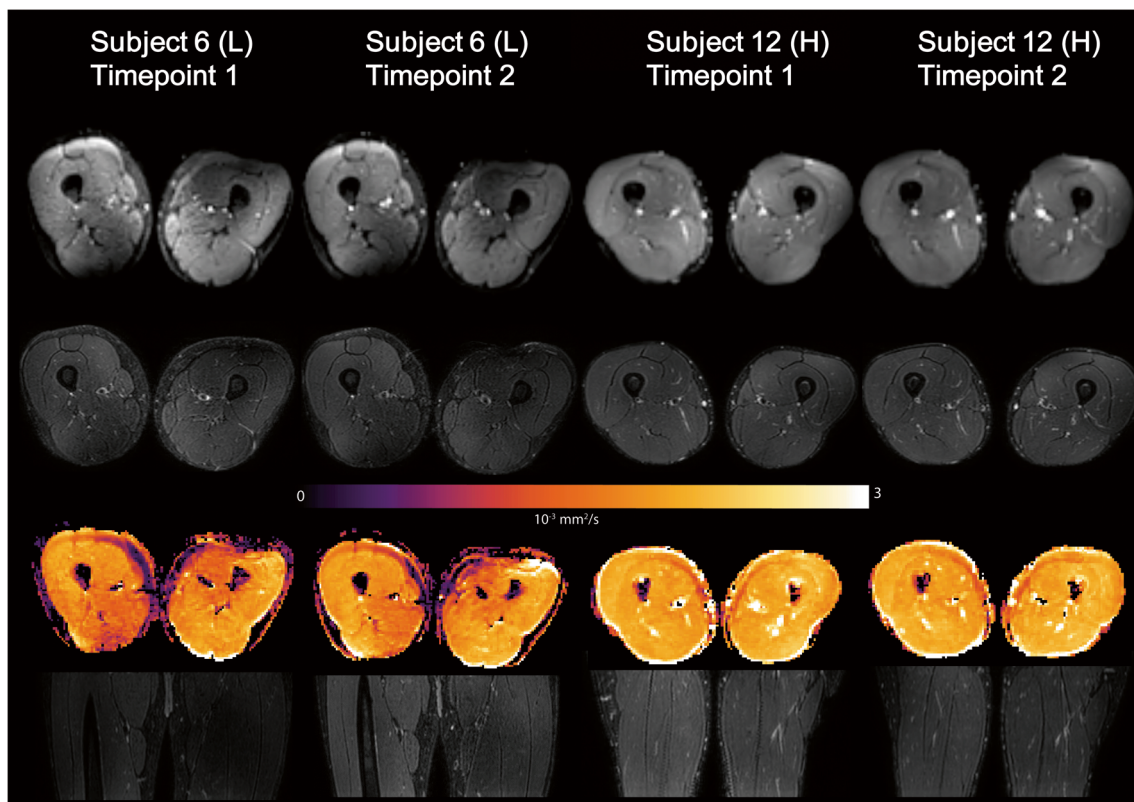 Subject 6 (L)
Timepoint 1
Subject 6 (L)
Timepoint 2
Subject 12 (H)
Timepoint 1
Subject 12 (H)
Timepoint 2
0
3
10⁻³ mm²/s